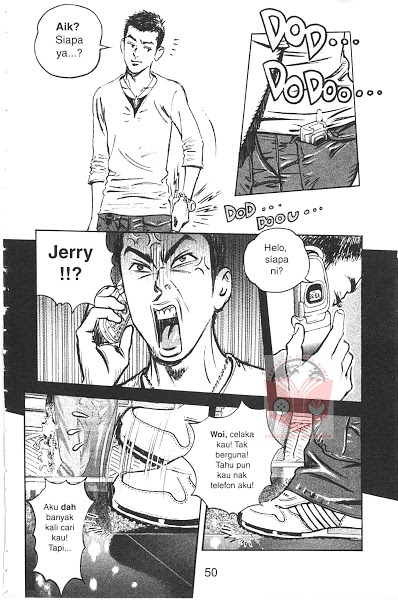 DOD...
DODOO...
Aik?
Siapa
ya...?
DOD...
DOOU...
Helo,
siapa
ni?
Jerry
!!?
Woi, celaka
kau! Tak
berguna!
Tahu pun
kau nak
telefon aku!
Aku dah
banyak
kali cari
kau!
Tapi...
50